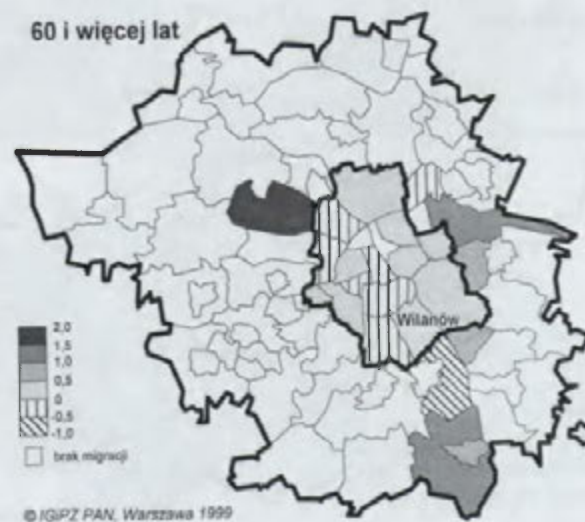 60 i więcej lat
Wilanów
2,0
1,5
1,0
0,5
0
-0,5
-1,0
brak migracji
© IGiPZ PAN, Warszawa 1999